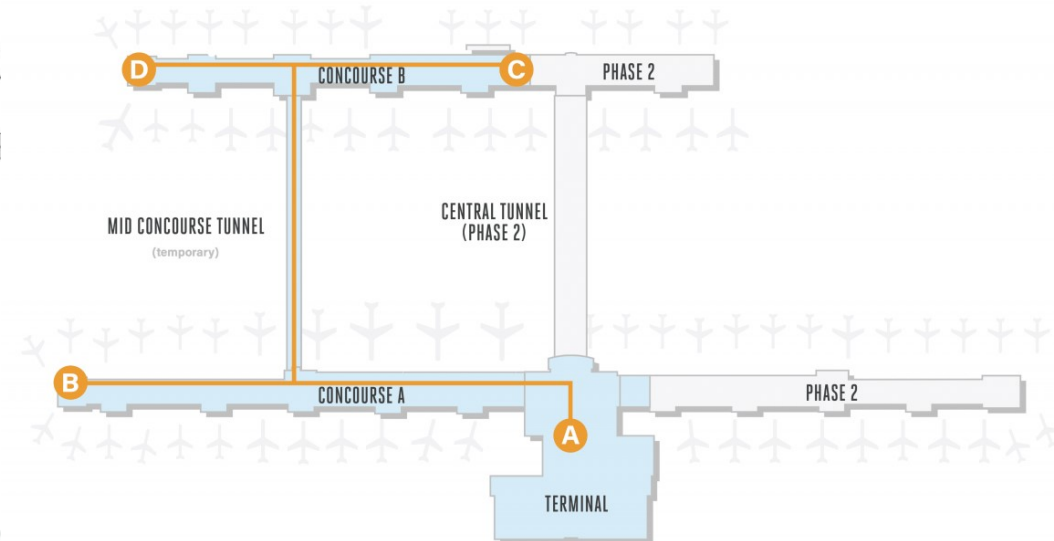 D
CONCOURSE B
C
PHASE 2
MID CONCOURSE TUNNEL
(temporary)
CENTRAL TUNNEL
(PHASE 2)
B
CONCOURSE A
PHASE 2
A
TERMINAL